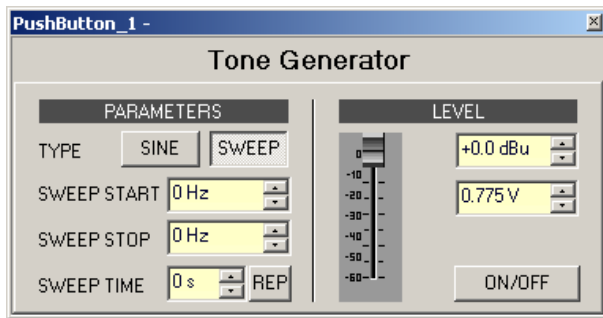 PushButton_1 -
Tone Generator
PARAMETERS
TYPE SINE SWEEP
SWEEP START 0 Hz
SWEEP STOP 0 Hz
SWEEP TIME 0 s REP
LEVEL
0
-10
-20
-30
-40
-50
-60
+0.0 dBu
0.775 V
ON/OFF